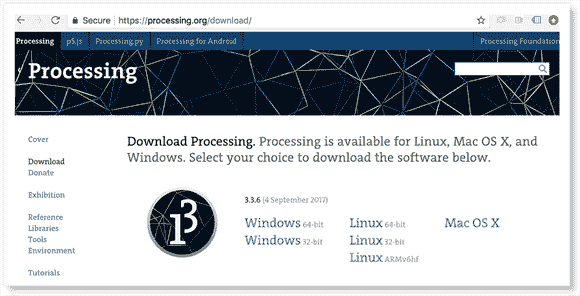 Secure https://processing.org/download/
Processing p5.js Processing.py Processing for Android Processing Foundation
Processing
Cover
Download
Donate
Exhibition
Reference
Libraries
Tools
Environment
Tutorials
Download Processing. Processing is available for Linux, Mac OS X, and
Windows. Select your choice to download the software below.
3
3.3.6 (4 September 2017)
Windows 64-bit
Windows 32-bit
Linux 64-bit
Linux 32-bit
Linux ARMv6hf
Mac OS X